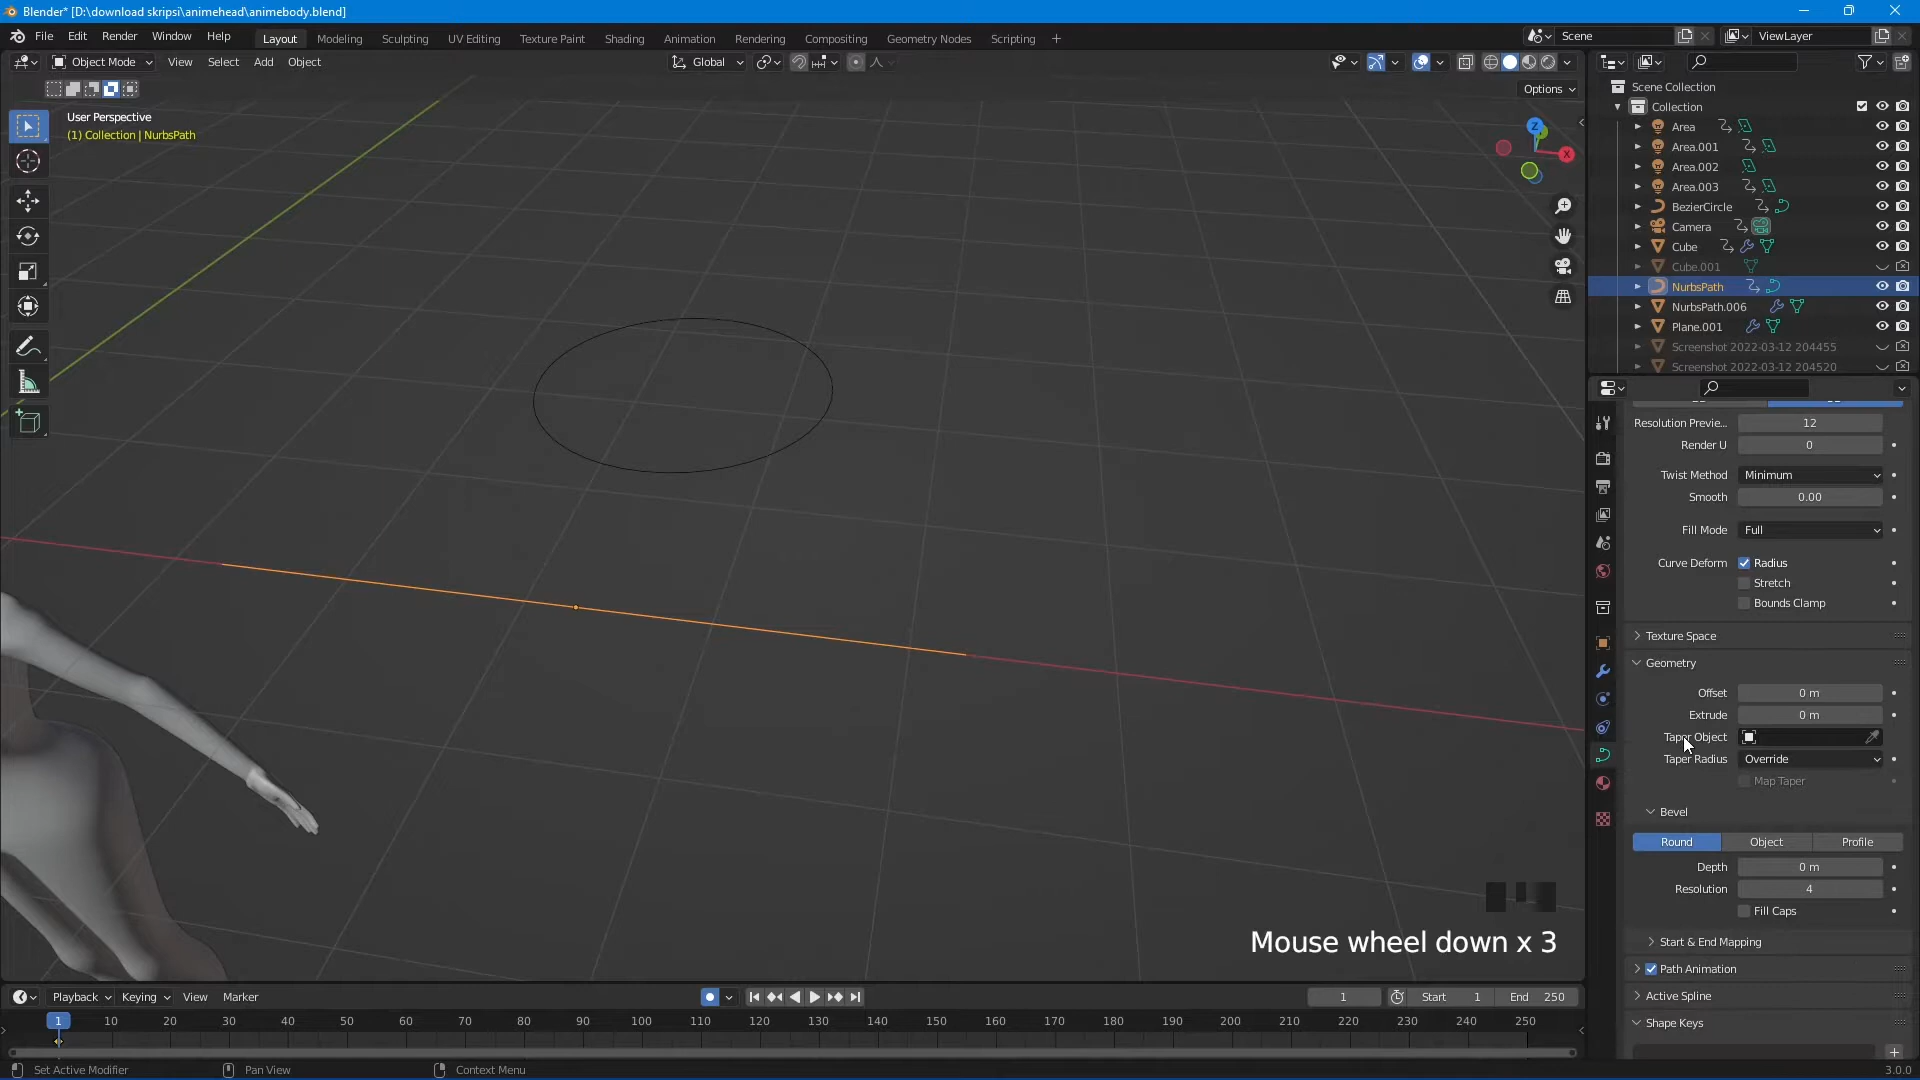 Blender* [D:\download skripsi\animehead\animebody.blend]
File Edit Render Window Help
Layout Modeling Sculpting UV Editing Texture Paint Shading Animation Rendering Compositing Geometry Nodes Scripting
Scene
ViewLayer
Object Mode View Select Add Object
Global
Options
User Perspective
(1) Collection | NurbsPath
Z
X
Scene Collection
Collection
Area
Area.001
Area.002
Area.003
BezierCircle
Camera
Cube
Cube.001
NurbsPath
NurbsPath.006
Plane.001
Screenshot 2022-03-12 204455
Screenshot 2022-03-12 204520
Resolution Previe... 12
Render U 0
Twist Method Minimum
Smooth 0.00
Fill Mode Full
Curve Deform Radius
Stretch
Bounds Clamp
Texture Space
Geometry
Offset 0 m
Extrude 0 m
Taper Object
Taper Radius Override
Map Taper
Bevel
Round Object Profile
Depth 0 m
Resolution 4
Fill Caps
Start & End Mapping
Path Animation
Active Spline
Shape Keys
Mouse wheel down x 3
Playback Keying View Marker
1 Start 1 End 250
1 10 20 30 40 50 60 70 80 90 100 110 120 130 140 150 160 170 180 190 200 210 220 230 240 250
Set Active Modifier Pan View Context Menu 3.0.0